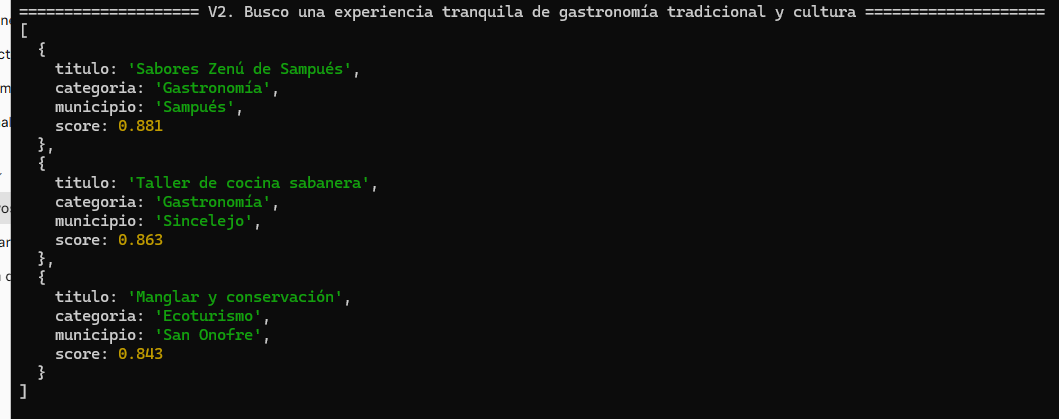 ==================== V2. Busco una experiencia tranquila de gastronomía tradicional y cultura ====================
[
  {
    titulo: 'Sabores Zenú de Sampués',
    categoria: 'Gastronomía',
    municipio: 'Sampués',
    score: 0.881
  },
  {
    titulo: 'Taller de cocina sabanera',
    categoria: 'Gastronomía',
    municipio: 'Sincelejo',
    score: 0.863
  },
  {
    titulo: 'Manglar y conservación',
    categoria: 'Ecoturismo',
    municipio: 'San Onofre',
    score: 0.843
  }
]